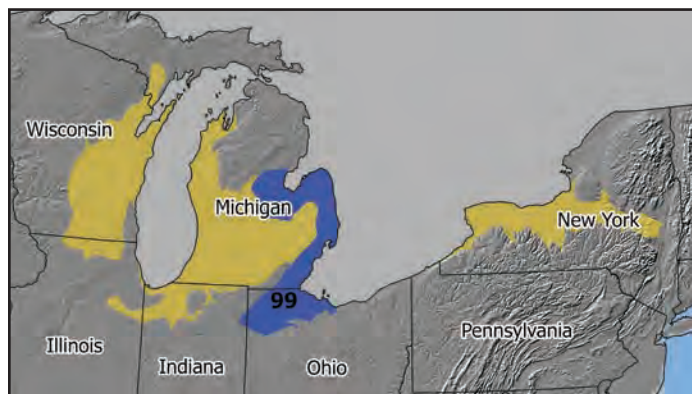 Wisconsin
Michigan
New York
99
Pennsylvania
Illinois
Indiana
Ohio